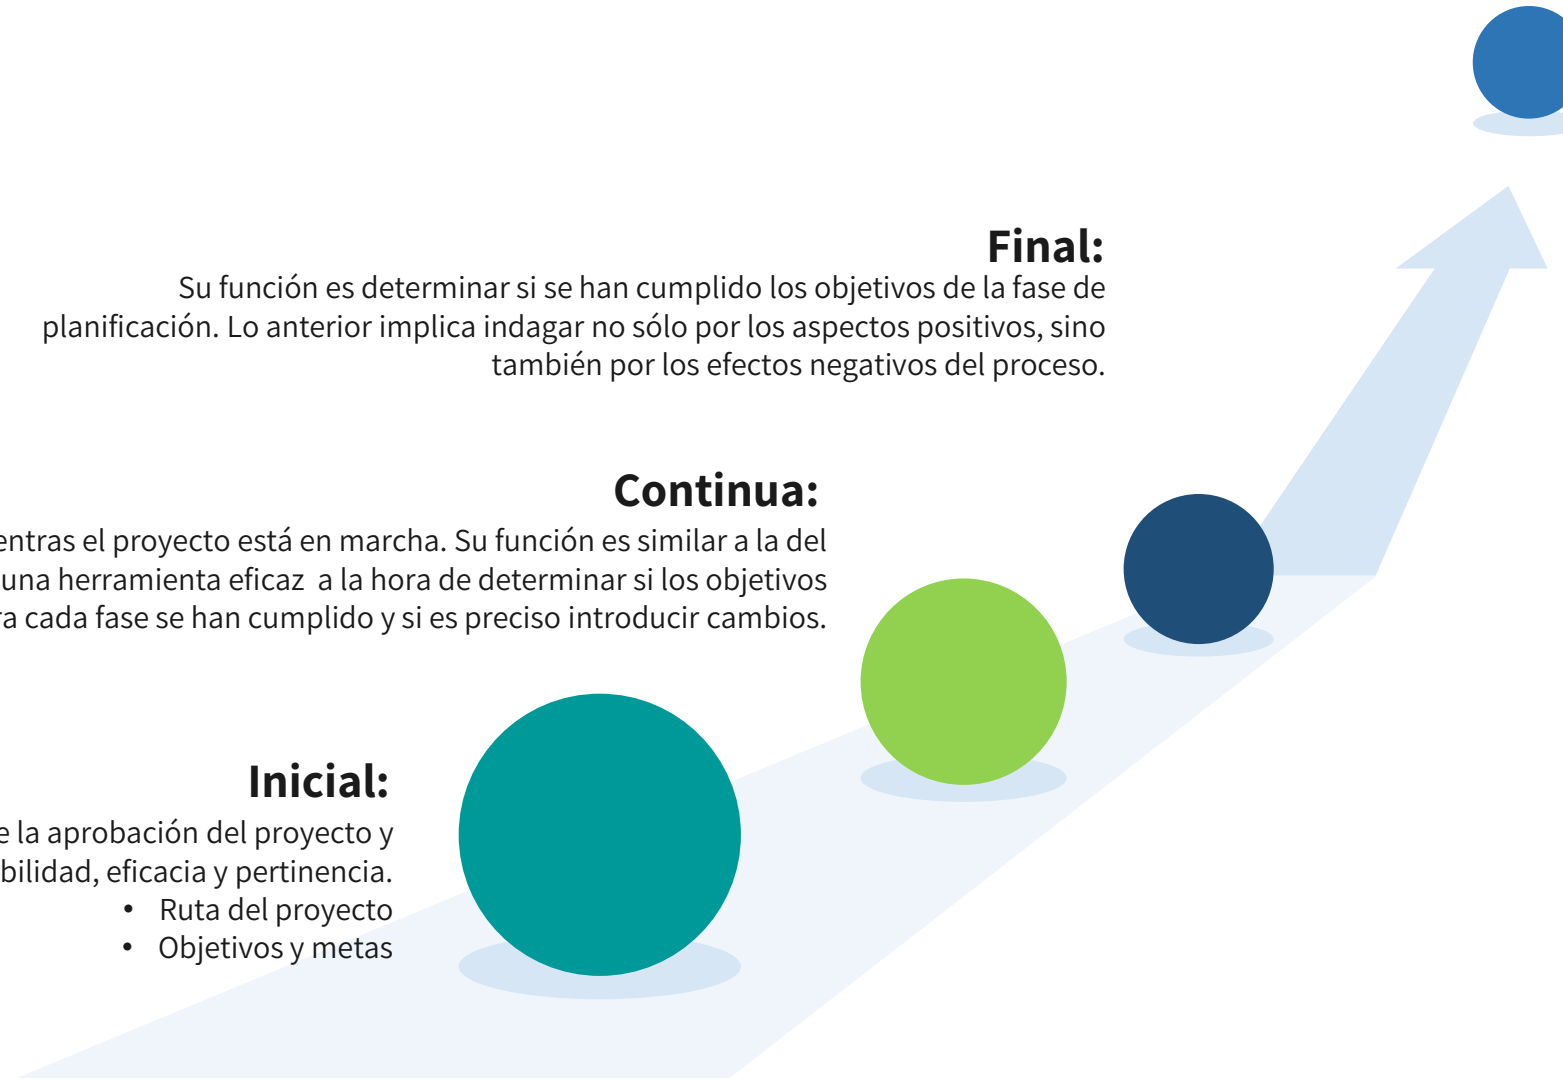 Final:
Su función es determinar si se han cumplido los objetivos de la fase de
planificación. Lo anterior implica indagar no sólo por los aspectos positivos, sino
también por los efectos negativos del proceso.
Continua:
el proyecto está en marcha. Su función es similar a la del
una herramienta eficaz a la hora de determinar si los objetivos
cada fase se han cumplido y si es preciso introducir cambios.
Inicial:
la aprobación del proyecto y
eficacia y pertinencia.
• Ruta del proyecto
• Objetivos y metas